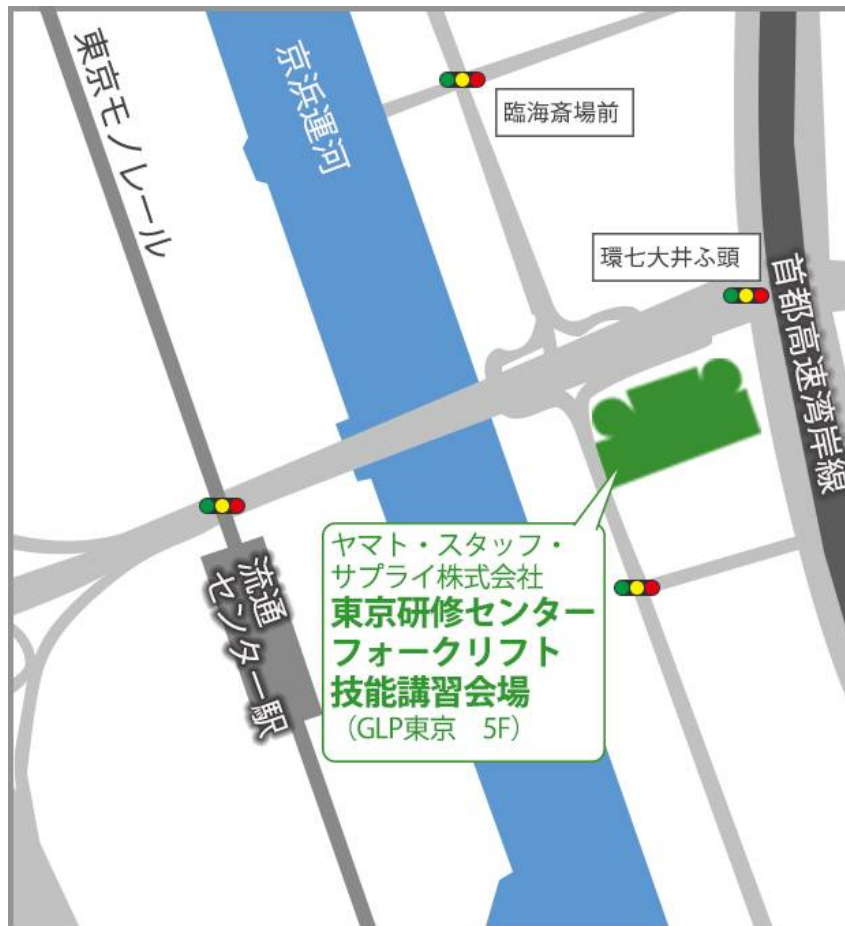 東京モノレール
京浜運河
臨海斎場前
環七大井ふ頭
首都高速湾岸線
流通
センター駅
ヤマト・スタッフ・
サプライ株式会社
東京研修センター
フォークリフト
技能講習会場
（GLP東京　5F）